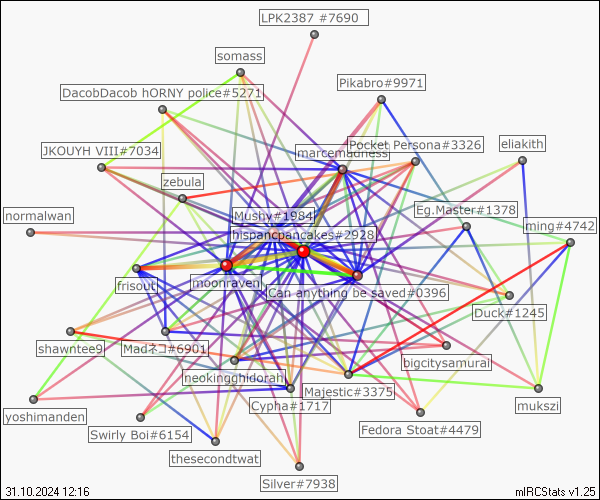 LPK2387 #7690
somass
Pikabro#9971
DacobDacob hORNY police#5271
Pocket Persona#3326
eliakith
JKOUYH VIII#7034
marcemadness
zebula
normalwan
Mushy#1984
Eg.Master#1378
ming#4742
hispancpancakes#2928
frisout
moonraven
Can anything be saved#0396
Duck#1245
shawntee9
Madネコ#6901
bigcitysamurai
neokingghidorah
Majestic#3375
mukszi
yoshimanden
Cypha#1717
Swirly Boi#6154
Fedora Stoat#4479
thesecondtwat
Silver#7938
31.10.2024 12:16
mIRCStats v1.25